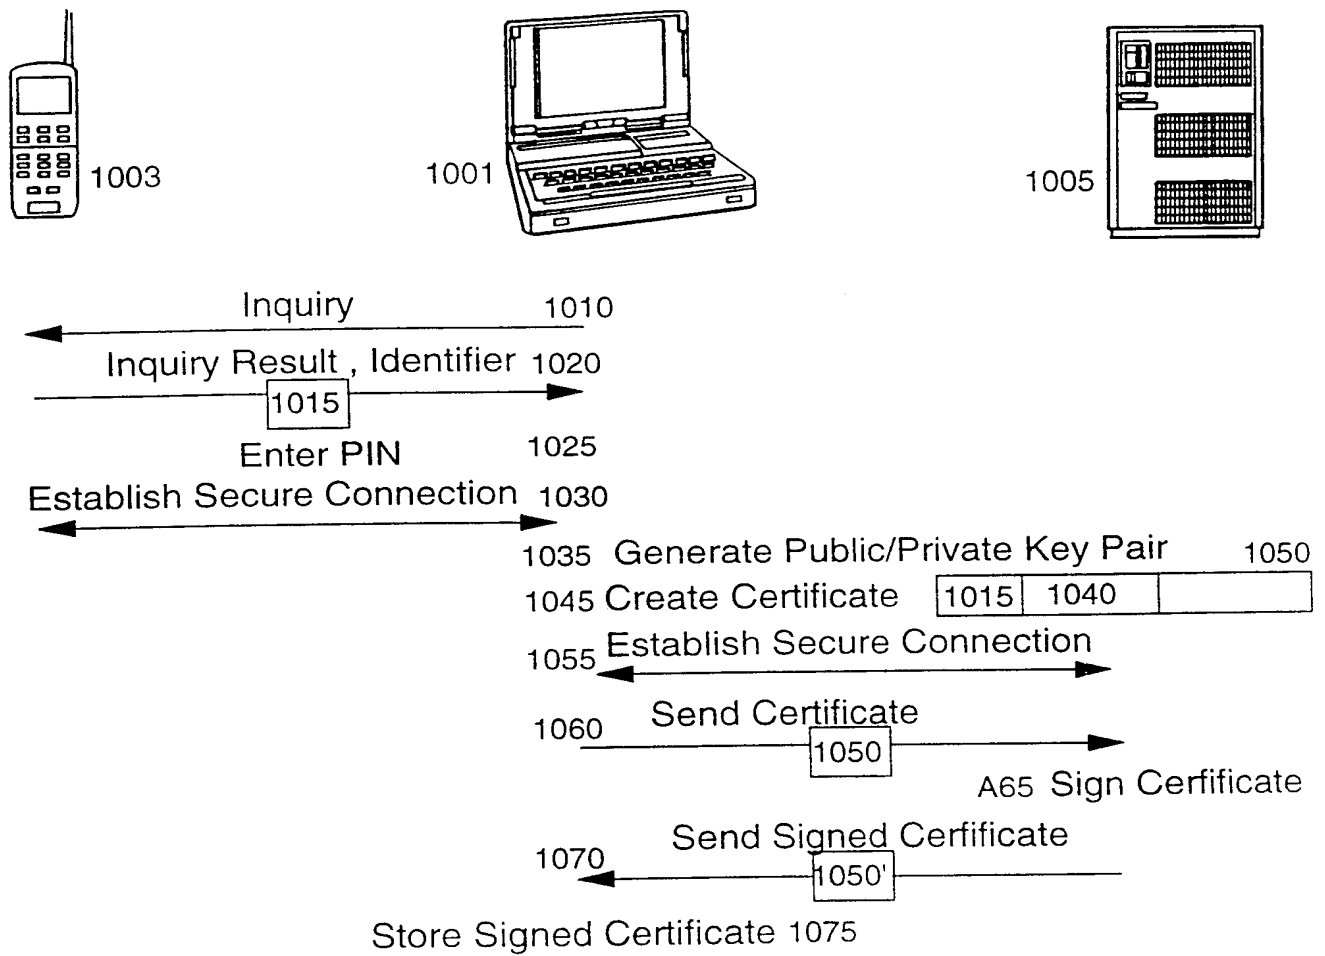 1003
1001
1005
Inquiry 1010
Inquiry Result , Identifier 1020
1015
Enter PIN 1025
Establish Secure Connection 1030
1035 Generate Public/Private Key Pair 1050
1045 Create Certificate 1015 1040
1055 Establish Secure Connection
1060 Send Certificate
1050
A65 Sign Cerfificate
Send Signed Cerfificate
1070
1050'
Store Signed Certificate 1075